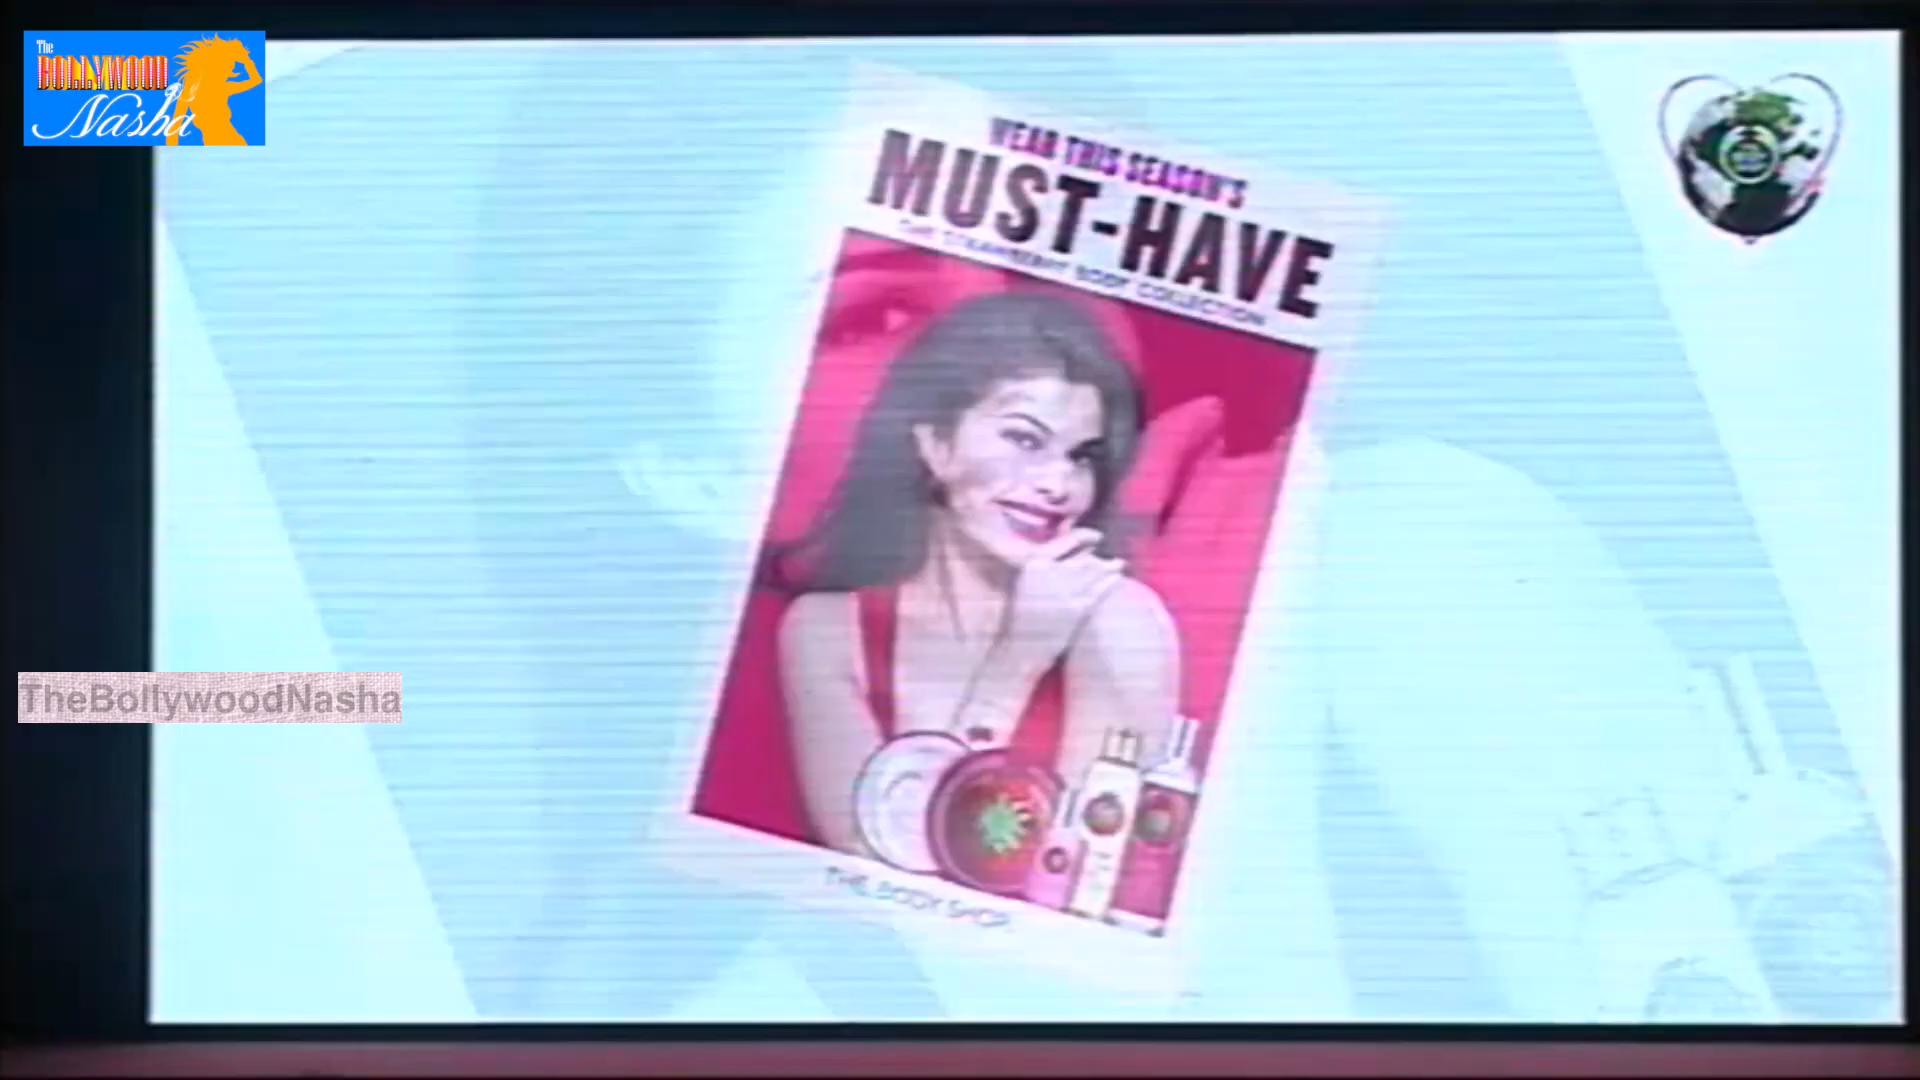 The
BOLLYWOOD
Nasha
WEAR THIS SEASON'S
MUST-HAVE
THE STRAWBERRY BODY COLLECTION
TheBollywoodNasha
THE BODY SHOP